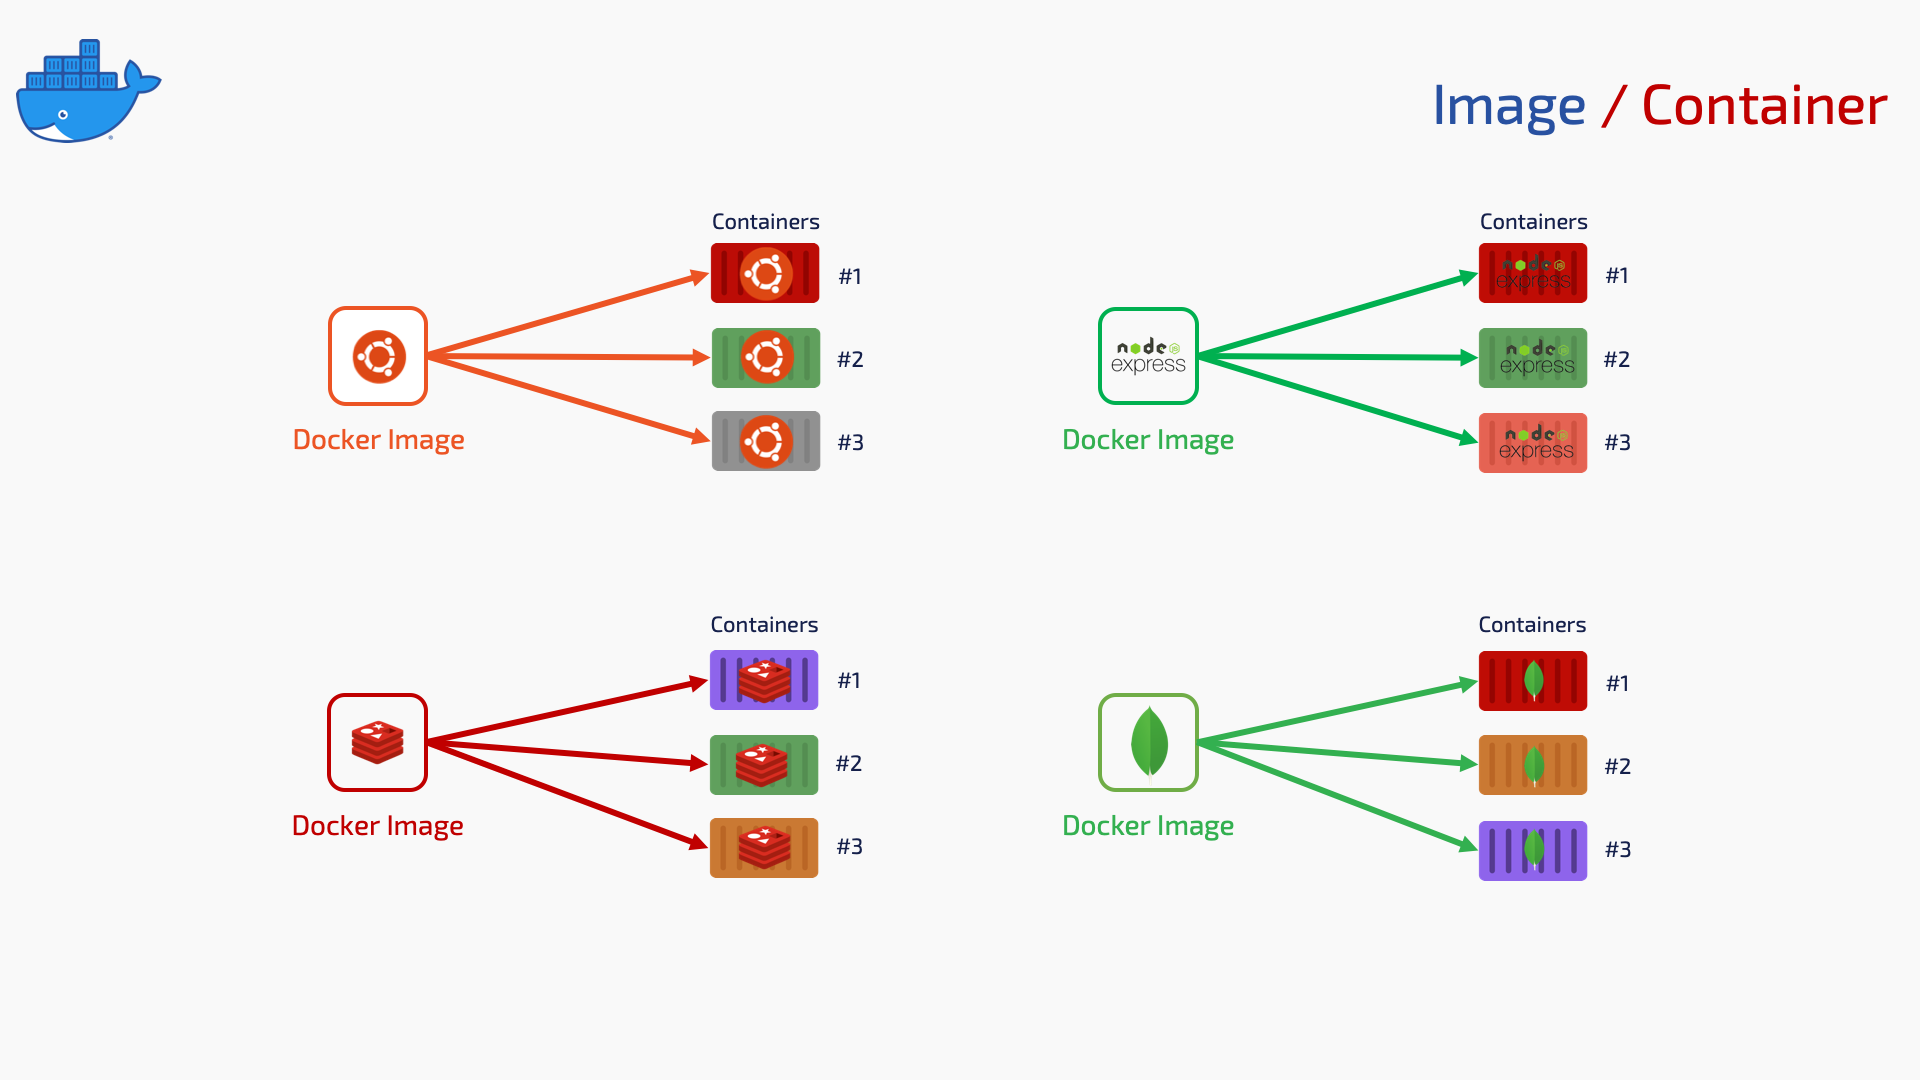 Image / Container
Containers
#1
#2
#3
Docker Image
Containers
node
express
#1
node
express
#2
node
express
#3
node
express
Docker Image
Containers
#1
#2
#3
Docker Image
Containers
#1
#2
#3
Docker Image